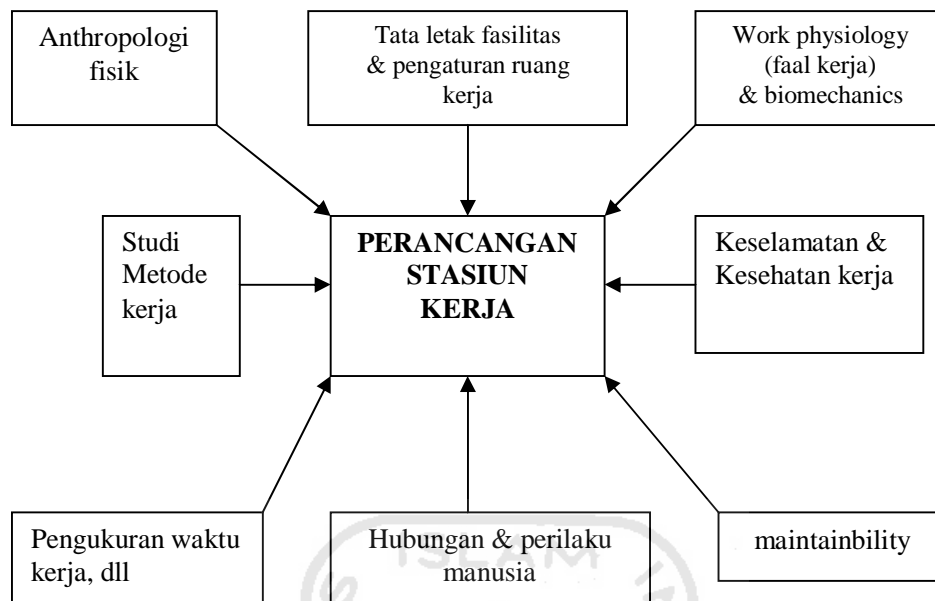 Anthropologi
fisik
Tata letak fasilitas
& pengaturan ruang
kerja
Work physiology
(faal kerja)
& biomechanics
Studi
Metode
kerja
PERANCANGAN
STASIUN
KERJA
Keselamatan &
Kesehatan kerja
Pengukuran waktu
kerja, dll
Hubungan & perilaku
manusia
maintainbility
ISLAM